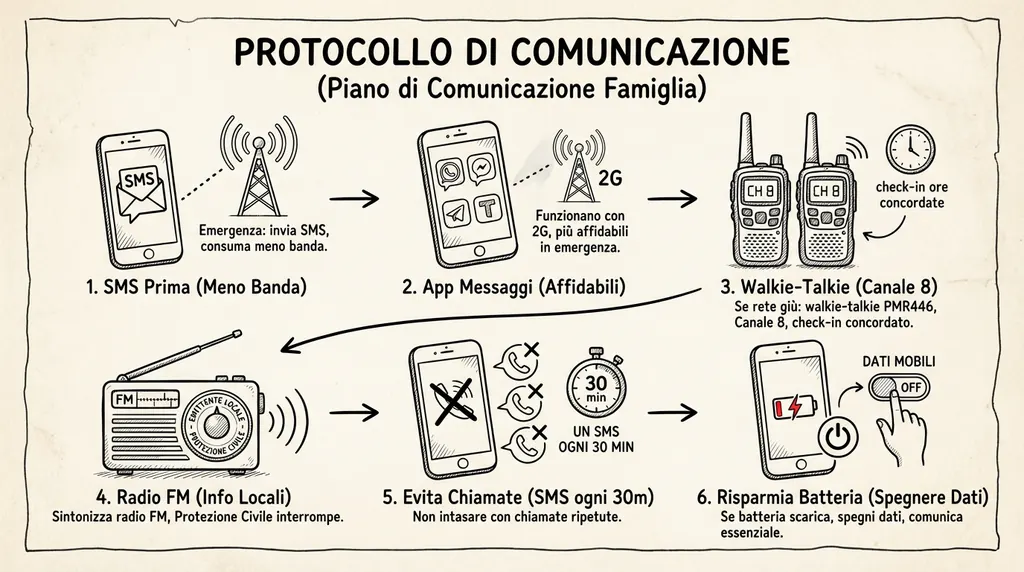 PROTOCOLLO DI COMUNICAZIONE
(Piano di Comunicazione Famiglia)
SMS
Emergenza: invia SMS,
consuma meno banda.
1. SMS Prima (Meno Banda)
2G
Funzionano con
2G, più affidabili
in emergenza.
2. App Messaggi (Affidabili)
CH 8
CH 8
check-in ore
concordate
3. Walkie-Talkie (Canale 8)
Se rete giù: walkie-talkie PMR446,
Canale 8, check-in concordato.
FM
EMITTENTE LOCALE
PROTEZIONE CIVILE
4. Radio FM (Info Locali)
Sintonizza radio FM, Protezione Civile interrompe.
30
min
UN SMS
OGNI 30 MIN
5. Evita Chiamate (SMS ogni 30m)
Non intasare con chiamate ripetute.
DATI MOBILI
OFF
6. Risparmia Batteria (Spegnere Dati)
Se batteria scarica, spegni dati, comunica
essenziale.